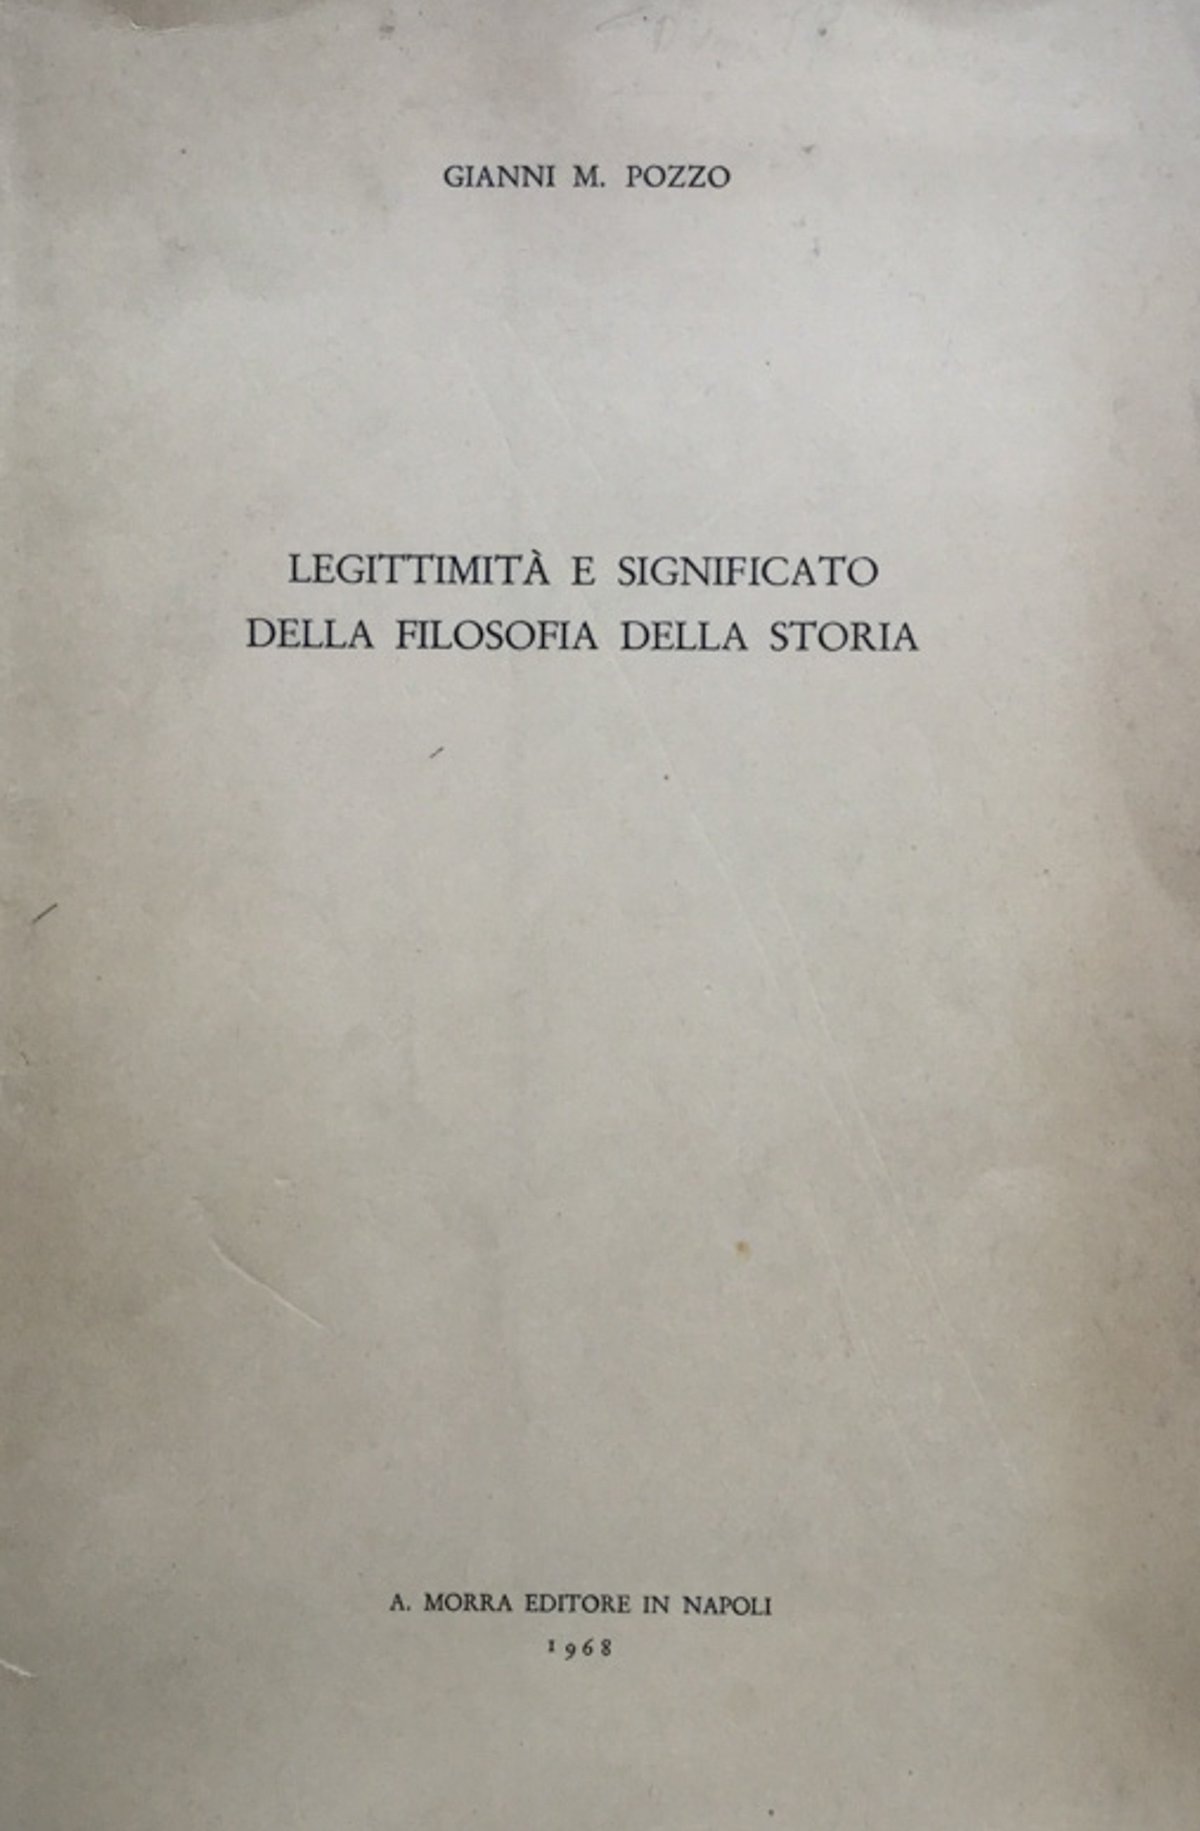 GIANNI M. POZZO
LEGITTIMITÀ E SIGNIFICATO
DELLA FILOSOFIA DELLA STORIA
A. MORRA EDITORE IN NAPOLI
1968